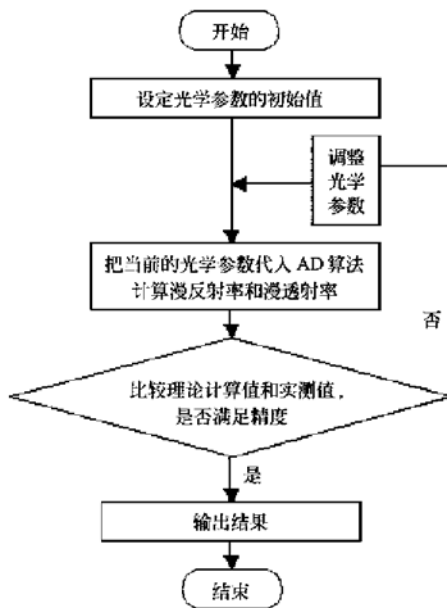 开始
设定光学参数的初始值
调整
光学
参数
把当前的光学参数代入 AD 算法
计算漫反射率和漫透射率
否
比较理论计算值和实测值,
是否满足精度
是
输出结果
结束